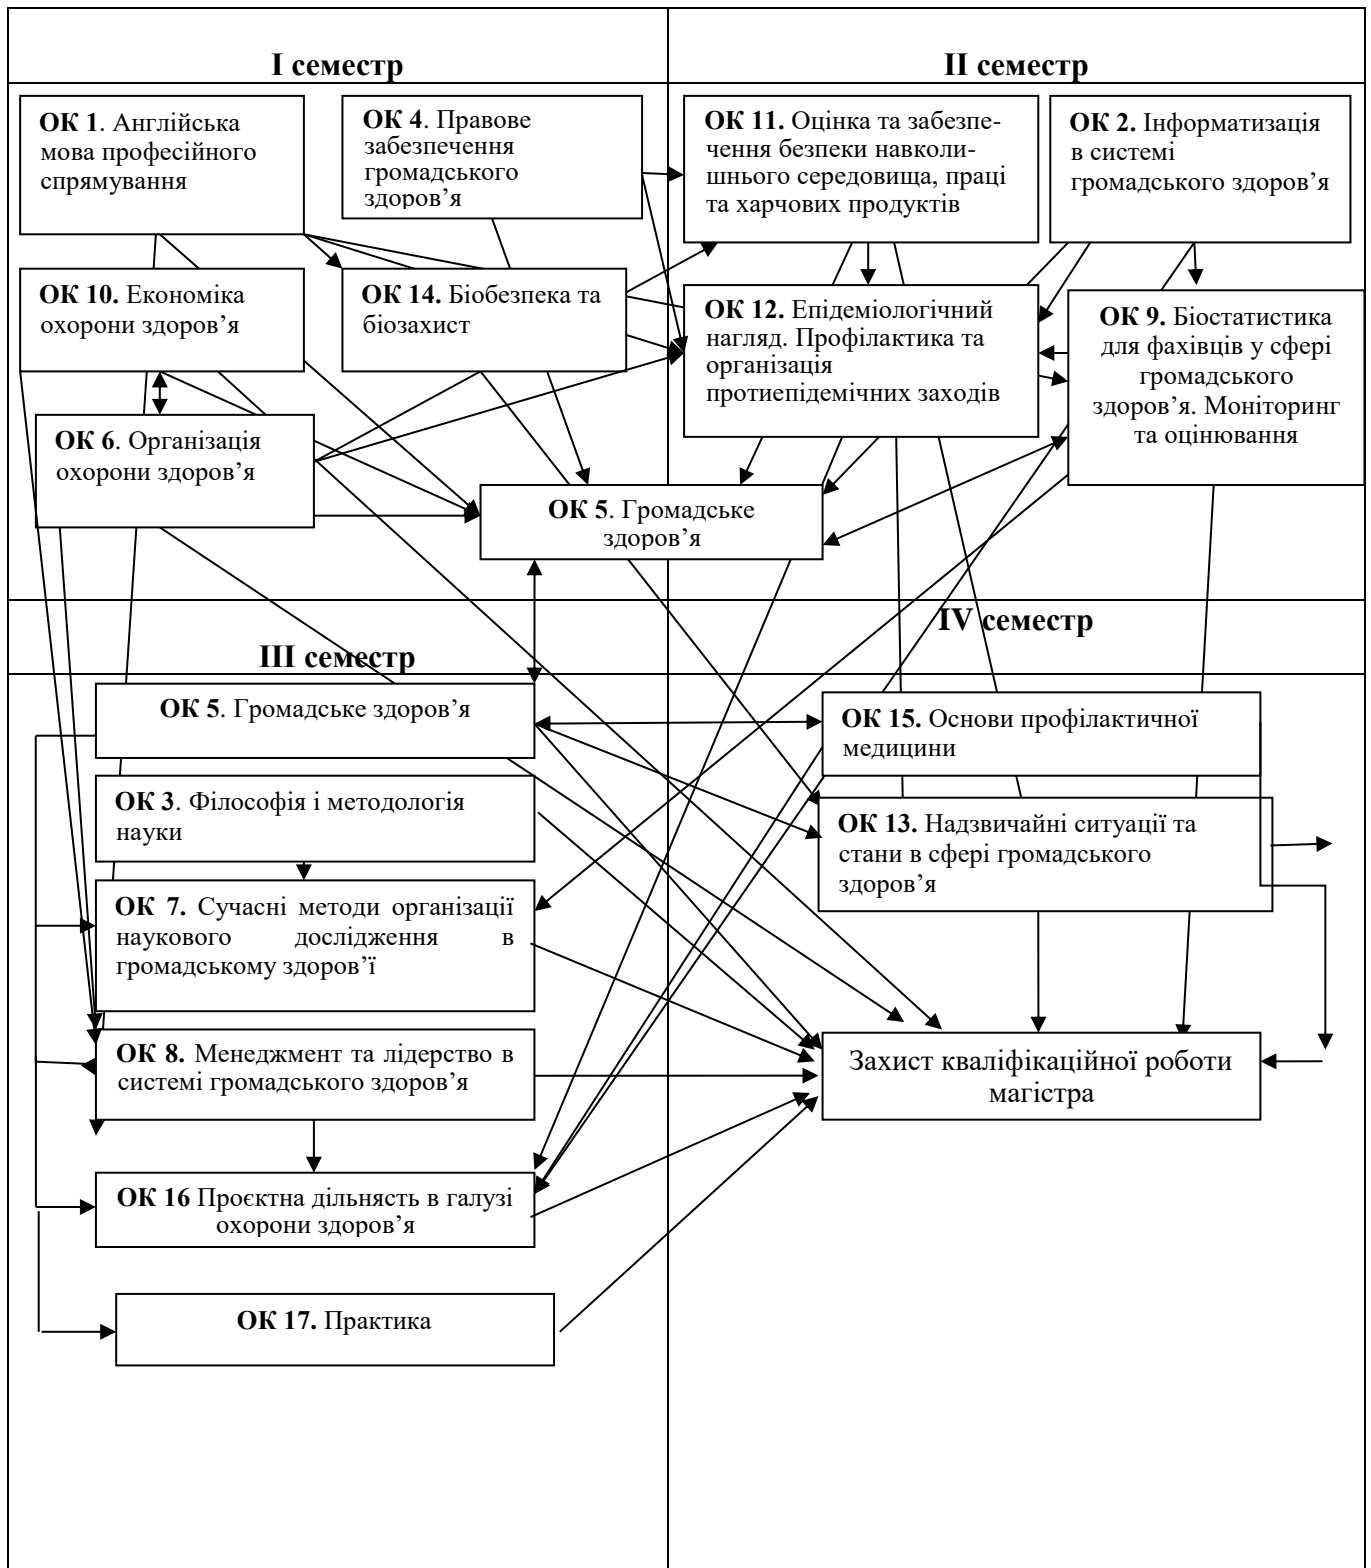 І семестр
ІІ семестр
ОК 1. Англійська
мова професійного
спрямування
ОК 4. Правове
забезпечення
громадського
здоров’я
ОК 11. Оцінка та забезпе-
чення безпеки навколи-
шнього середовища, праці
та харчових продуктів
ОК 2. Інформатизація
в системі
громадського здоров’я
ОК 10. Економіка
охорони здоров’я
ОК 14. Біобезпека та
біозахист
ОК 12. Епідеміологічний
нагляд. Профілактика та
організація
протиепідемічних заходів
ОК 9. Біостатистика
для фахівців у сфері
громадського
здоров’я. Моніторинг
та оцінювання
ОК 6. Організація
охорони здоров’я
ОК 5. Громадське
здоров’я
ІІІ семестр
ІV семестр
ОК 5. Громадське здоров’я
ОК 15. Основи профілактичної
медицини
ОК 3. Філософія і методологія
науки
ОК 13. Надзвичайні ситуації та
стани в сфері громадського
здоров’я
ОК 7. Сучасні методи організації
наукового дослідження в
громадському здоров’ї
ОК 8. Менеджмент та лідерство в
системі громадського здоров’я
Захист кваліфікаційної роботи
магістра
ОК 16 Проєктна дільнясть в галузі
охорони здоров’я
ОК 17. Практика